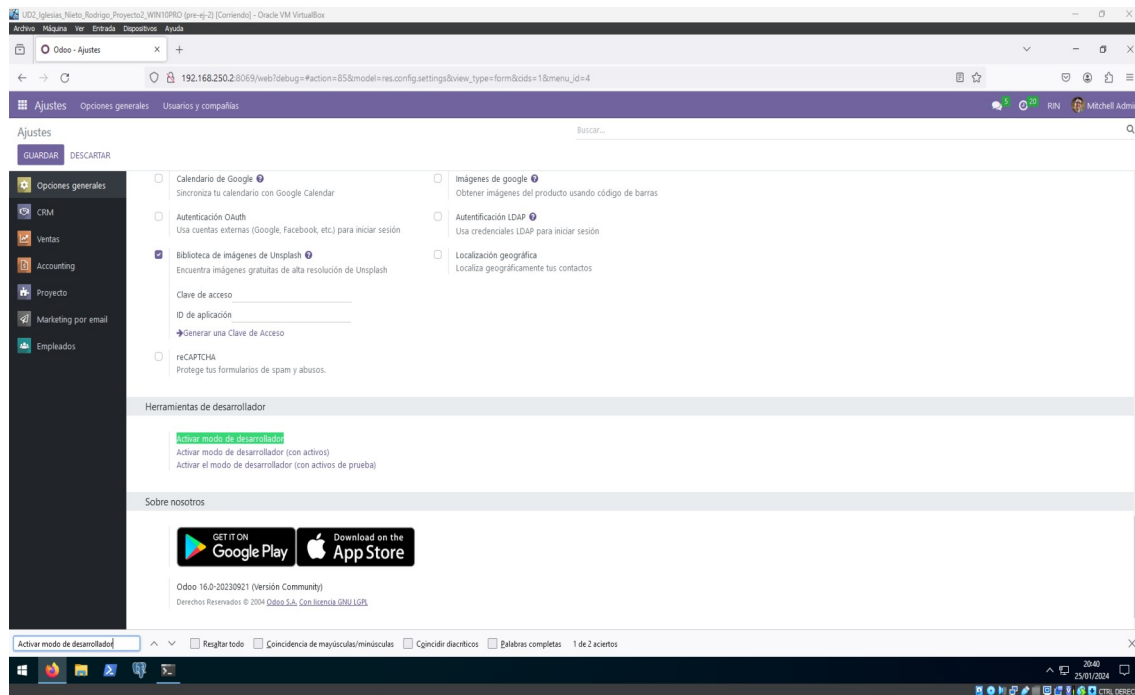 UD2_Iglesias_Nieto_Rodrigo_Proyecto2_WIN10PRO (pre-ej-2) [Corriendo] - Oracle VM VirtualBox
Archivo Máquina Ver Entrada Dispositivos Ayuda
Odoo - Ajustes
192.168.250.2:8069/web?debug=#action=85&model=res.config.settings&view_type=form&cids=1&menu_id=4
Ajustes Opciones generales Usuarios y compañías 5 20 RIN Mitchell Admi
Ajustes Buscar...
GUARDAR DESCARTAR
Opciones generales
CRM
Ventas
Accounting
Proyecto
Marketing por email
Empleados
Calendario de Google
Sincroniza tu calendario con Google Calendar
Imágenes de google
Obtener imágenes del producto usando código de barras
Autenticación OAuth
Usa cuentas externas (Google, Facebook, etc.) para iniciar sesión
Autentificación LDAP
Usa credenciales LDAP para iniciar sesión
Biblioteca de imágenes de Unsplash
Encuentra imágenes gratuitas de alta resolución de Unsplash
Localización geográfica
Localiza geográficamente tus contactos
Clave de acceso
ID de aplicación
Generar una Clave de Acceso
reCAPTCHA
Protege tus formularios de spam y abusos.
Herramientas de desarrollador
Activar modo de desarrollador
Activar modo de desarrollador (con activos)
Activar el modo de desarrollador (con activos de prueba)
Sobre nosotros
GET IT ON
Google Play
Download on the
App Store
Odoo 16.0-20230921 (Versión Community)
Derechos Reservados © 2004 Odoo S.A. Con licencia GNU LGPL
Activar modo de desarrollador Resaltar todo Coincidencia de mayúsculas/minúsculas Coincidir diacríticos Palabras completas 1 de 2 aciertos
20:40
25/01/2024
CTRL DEREC